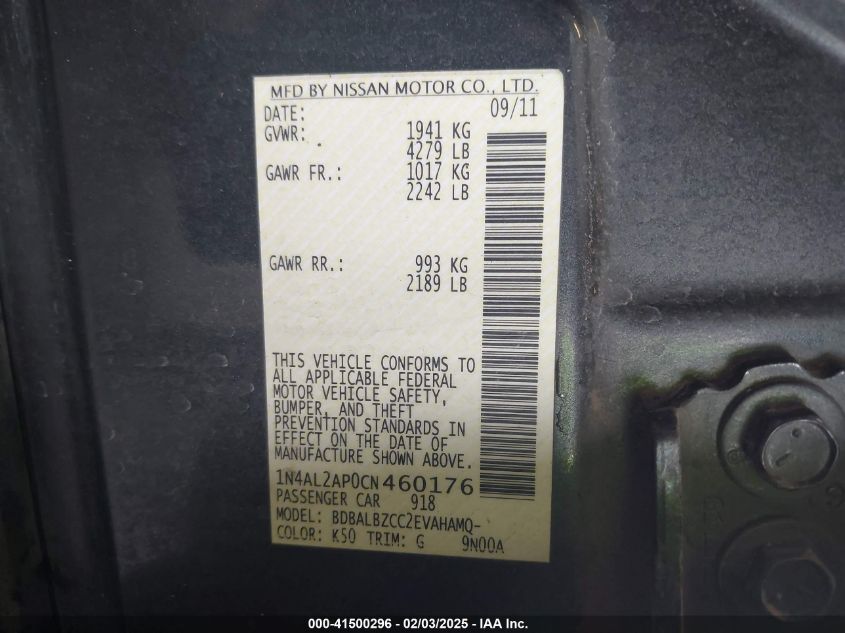 MFD BY NISSAN MOTOR CO., LTD.
DATE: 09/11
GVWR: 1941 KG
4279 LB
GAWR FR.: 1017 KG
2242 LB
GAWR RR.: 993 KG
2189 LB
THIS VEHICLE CONFORMS TO
ALL APPLICABLE FEDERAL
MOTOR VEHICLE SAFETY,
BUMPER, AND THEFT
PREVENTION STANDARDS IN
EFFECT ON THE DATE OF
MANUFACTURE SHOWN ABOVE.
1N4AL2AP0CN460176
PASSENGER CAR 918
MODEL: BDBALBZCC2EVAHAMQ-
COLOR: K50 TRIM: G 9N00A
000-41500296 - 02/03/2025 - IAA Inc.